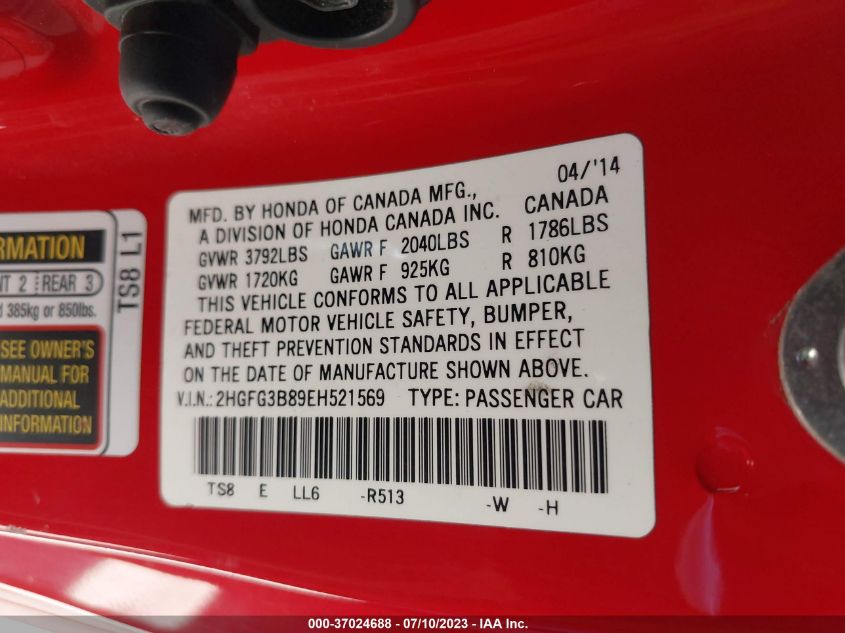 04/'14
MFD. BY HONDA OF CANADA MFG.,
A DIVISION OF HONDA CANADA INC. CANADA
GVWR 3792LBS GAWR F 2040LBS R 1786LBS
GVWR 1720KG GAWR F 925KG R 810KG
THIS VEHICLE CONFORMS TO ALL APPLICABLE
FEDERAL MOTOR VEHICLE SAFETY, BUMPER,
AND THEFT PREVENTION STANDARDS IN EFFECT
ON THE DATE OF MANUFACTURE SHOWN ABOVE.
V.I.N.: 2HGFG3B89EH521569 TYPE: PASSENGER CAR
TS8 E LL6 -R513 -W -H
RMATION
2 REAR 3
385kg or 850lbs.
SEE OWNER'S
MANUAL FOR
ADDITIONAL
INFORMATION
TS8 L1
000-37024688 - 07/10/2023 - IAA Inc.